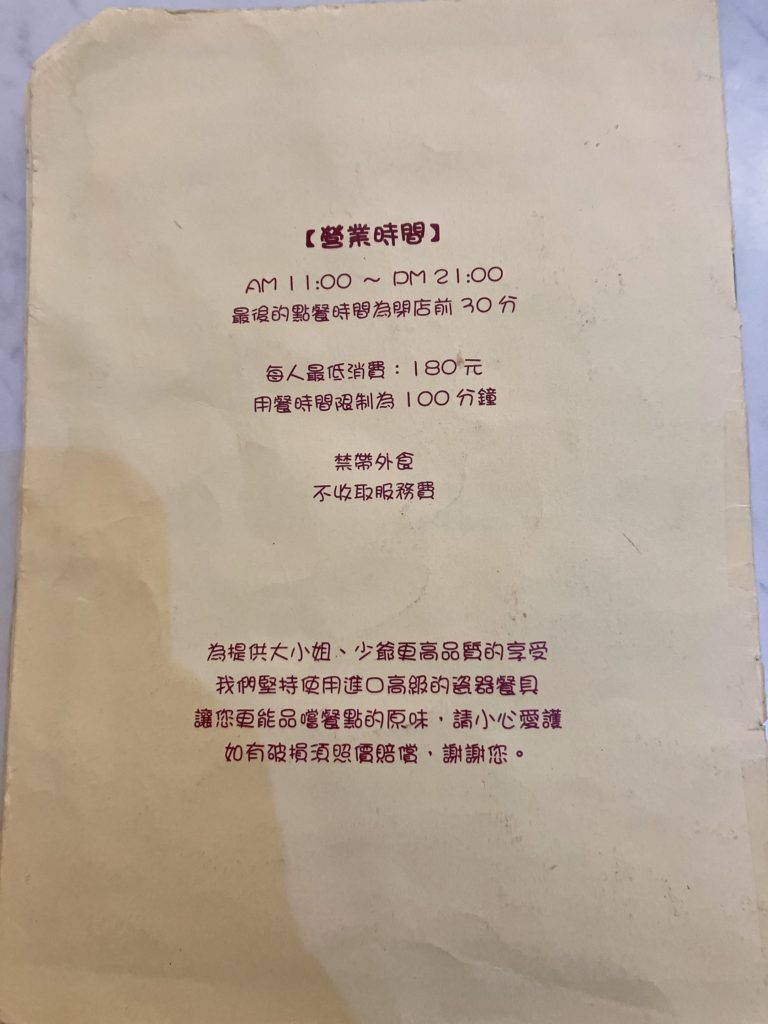 【營業時間】
AM 11:00 ～ PM 21:00
最後的點餐時間為閉店前 30 分
每人最低消費：180 元
用餐時間限制為 100 分鐘
禁帶外食
不收取服務費
為提供大小姐、少爺更高品質的享受
我們堅持使用進口高級的瓷器餐具
讓您更能品嚐餐點的原味，請小心愛護
如有破損須照價賠償，謝謝您。